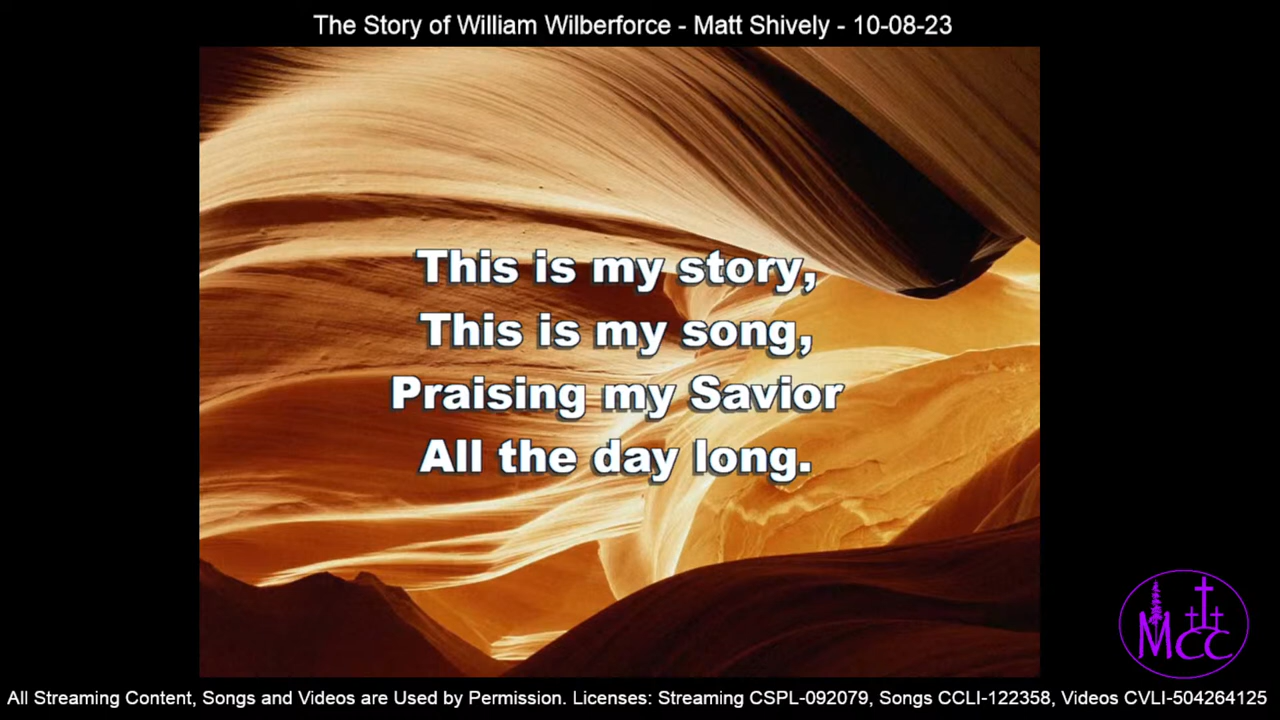 The Story of William Wilberforce - Matt Shively - 10-08-23
This is my story,
This is my song,
Praising my Savior
All the day long.
MCC
All Streaming Content, Songs and Videos are Used by Permission. Licenses: Streaming CSPL-092079, Songs CCLI-122358, Videos CVLI-504264125